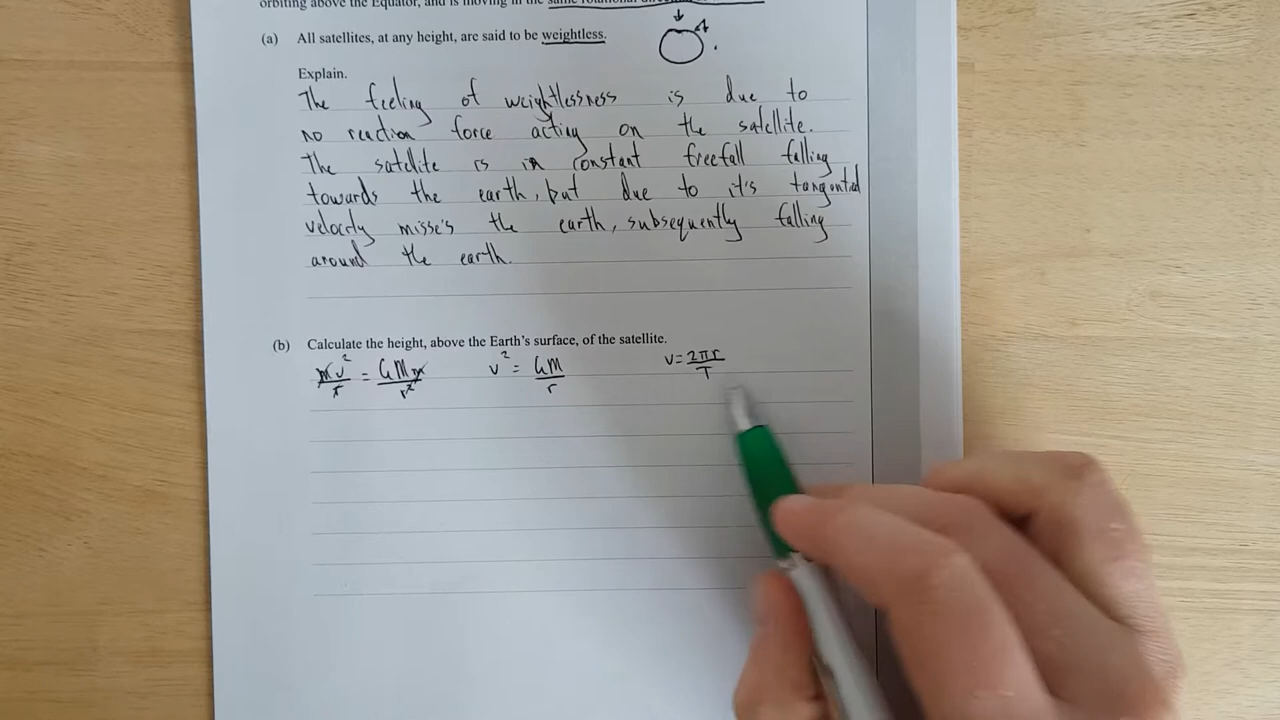 orbiting above the Equator, and is moving in the same rotational
(a) All satellites, at any height, are said to be weightless.
Explain.
The feeling of weightlessness is due to
no reaction force acting on the satellite.
The satellite is in constant freefall falling
towards the earth, but due to it's tangential
velocity misse's the earth, subsequently falling
around the earth.
(b) Calculate the height, above the Earth's surface, of the satellite.
mv²/r = GMm/r² v² = GM/r v = 2πr/T